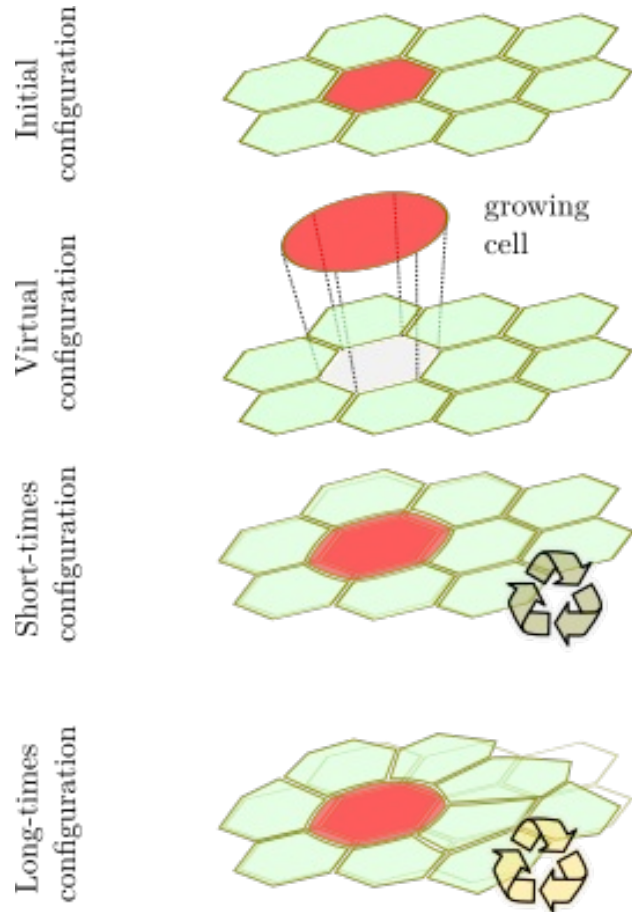 Initial
configuration
growing
cell
Virtual
configuration
Short-times
configuration
Long-times
configuration